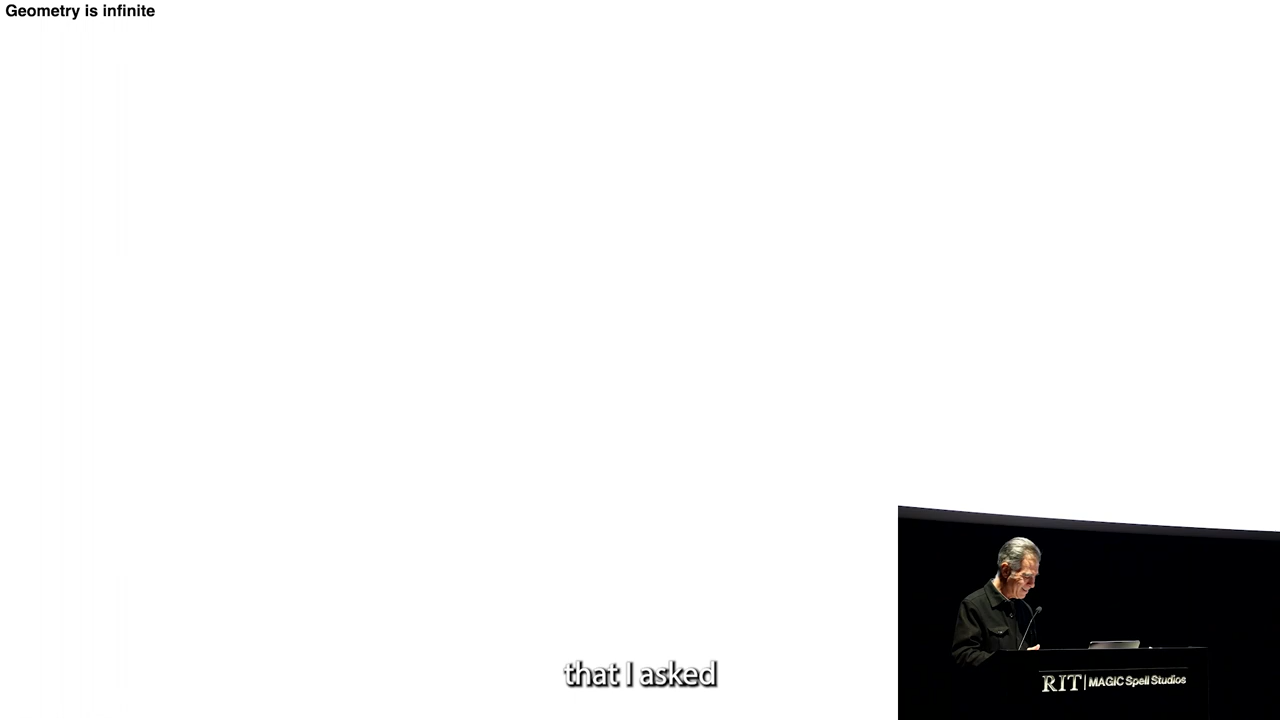 Geometry is infinite
that I asked
RIT | MAGIC Spell Studios